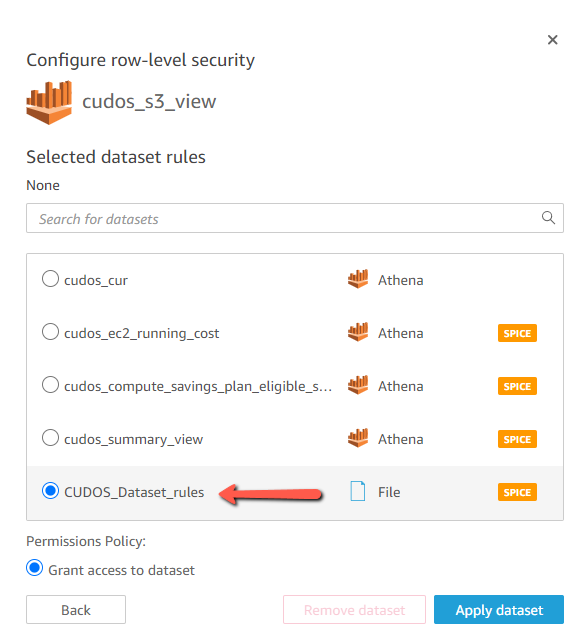 Configure row-level security
cudos_s3_view
Selected dataset rules
None
Search for datasets
cudos_cur Athena
cudos_ec2_running_cost Athena SPICE
cudos_compute_savings_plan_eligible_s... Athena SPICE
cudos_summary_view Athena SPICE
CUDOS_Dataset_rules File SPICE
Permissions Policy:
Grant access to dataset
Back Remove dataset Apply dataset